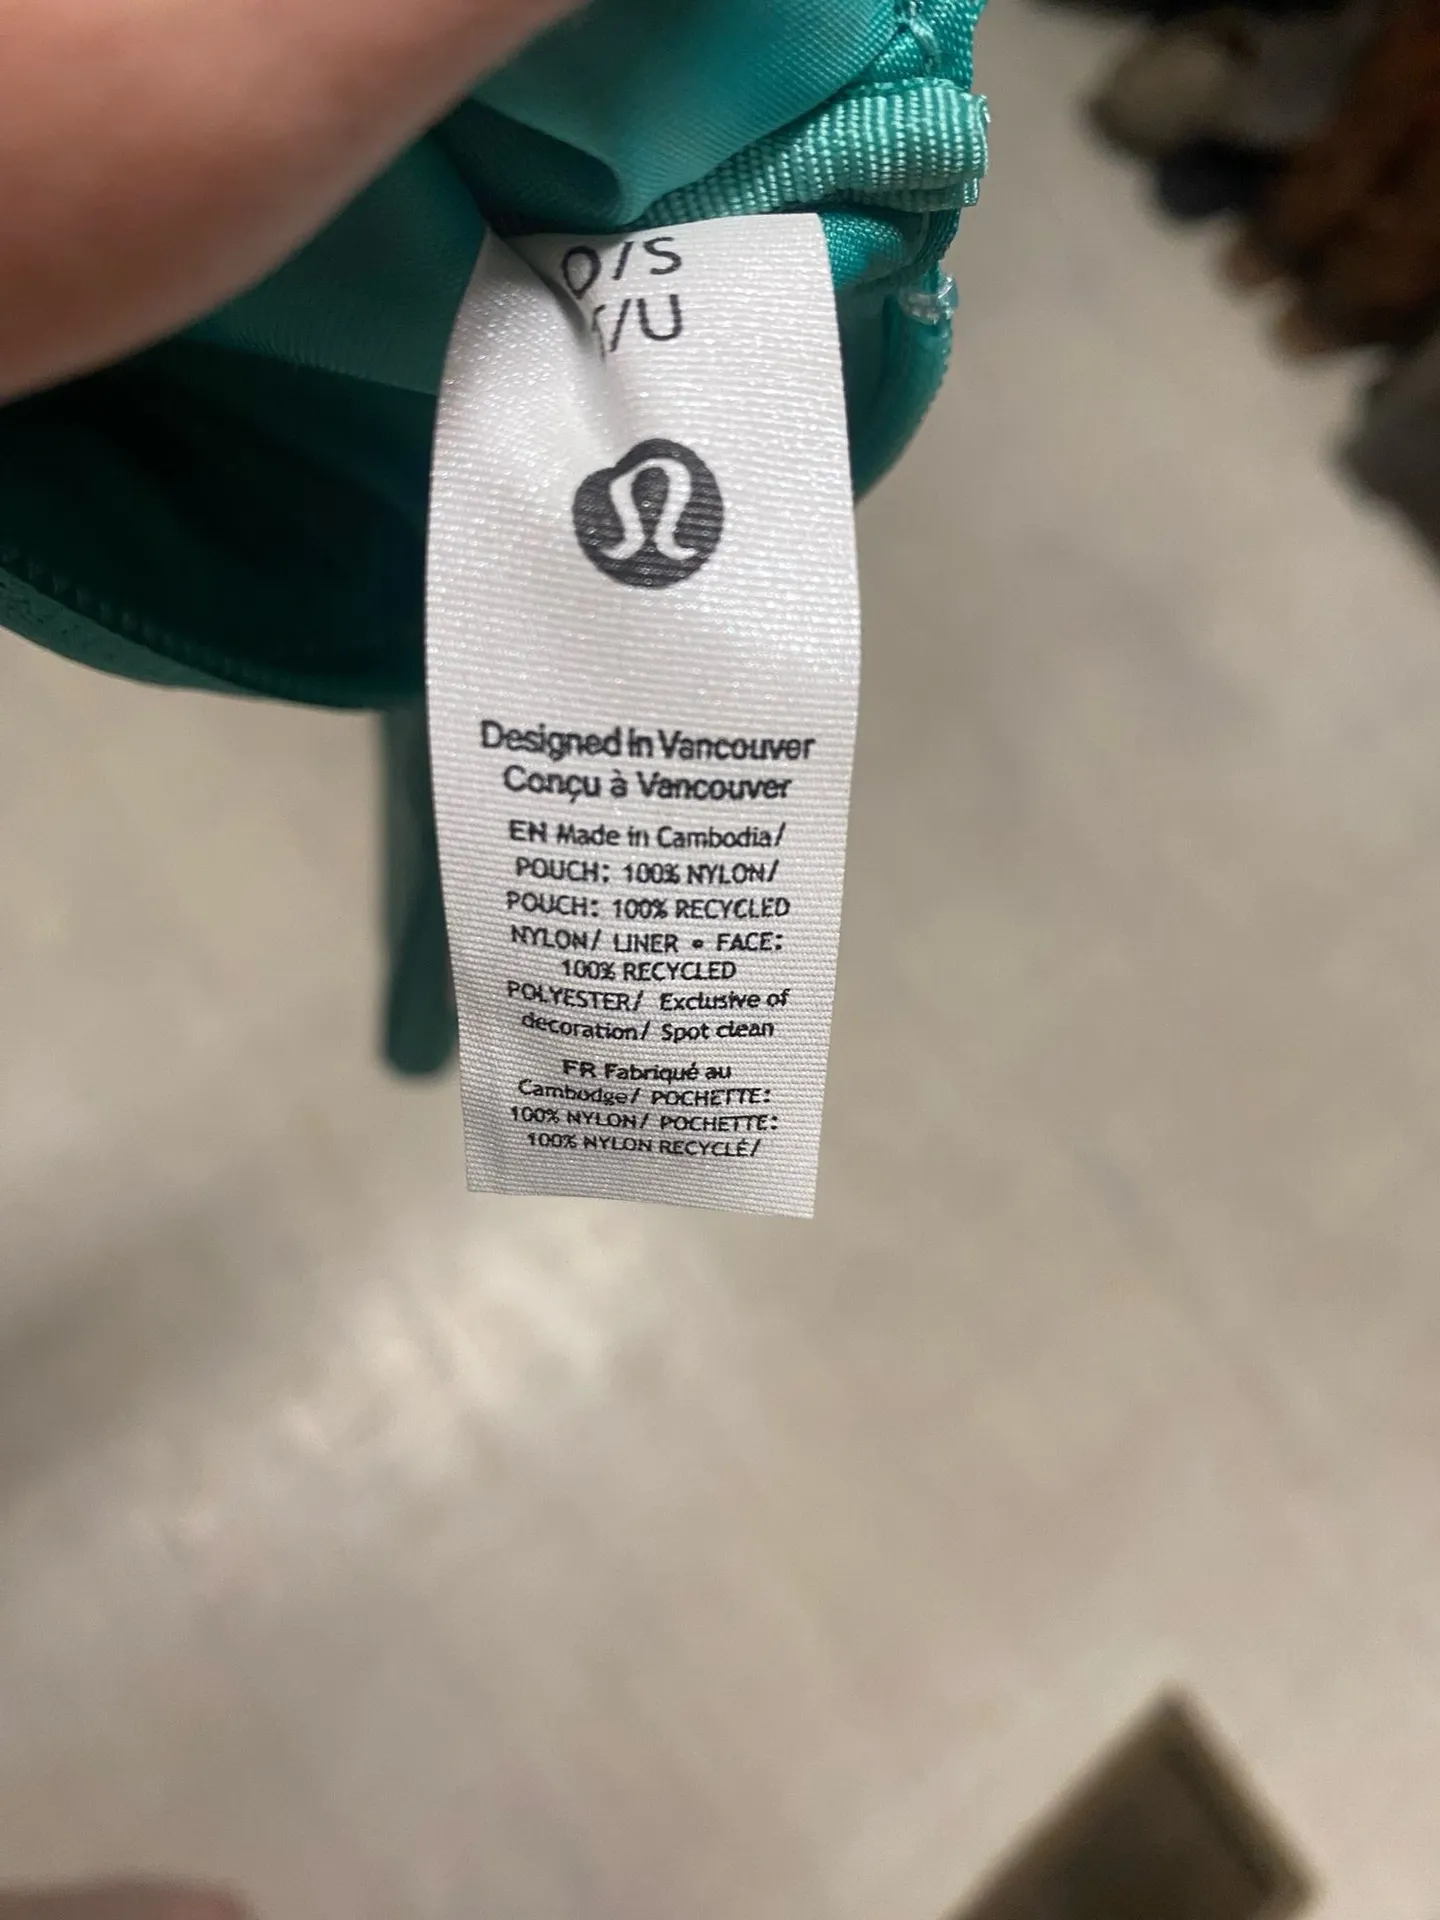 O/S
/U
Designed in Vancouver
Conçu à Vancouver
EN Made in Cambodia/
POUCH: 100% NYLON/
POUCH: 100% RECYCLED
NYLON/ LINER • FACE:
100% RECYCLED
POLYESTER/ Exclusive of
decoration/ Spot clean
FR Fabriqué au
Cambodge/ POCHETTE:
100% NYLON/ POCHETTE:
100% NYLON RECYCLÉ/